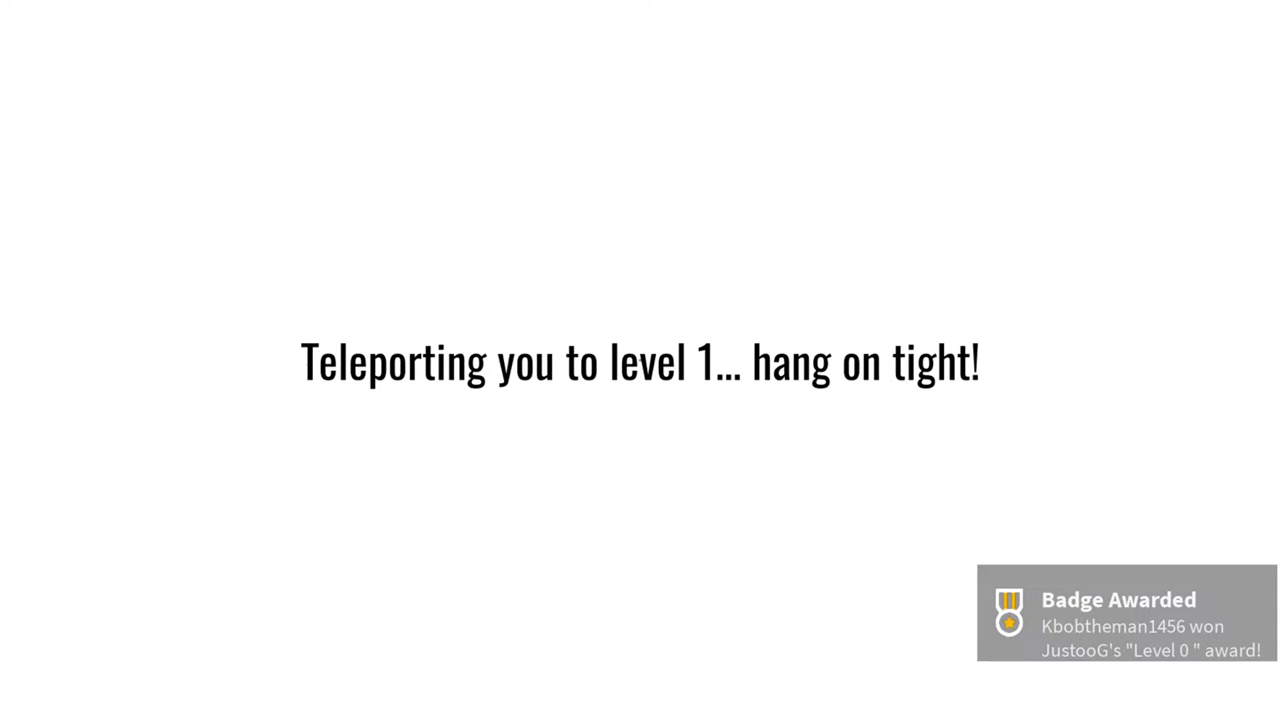 Teleporting you to level 1... hang on tight!
Badge Awarded
Kbobtheman1456 won
JustooG's "Level 0 " award!